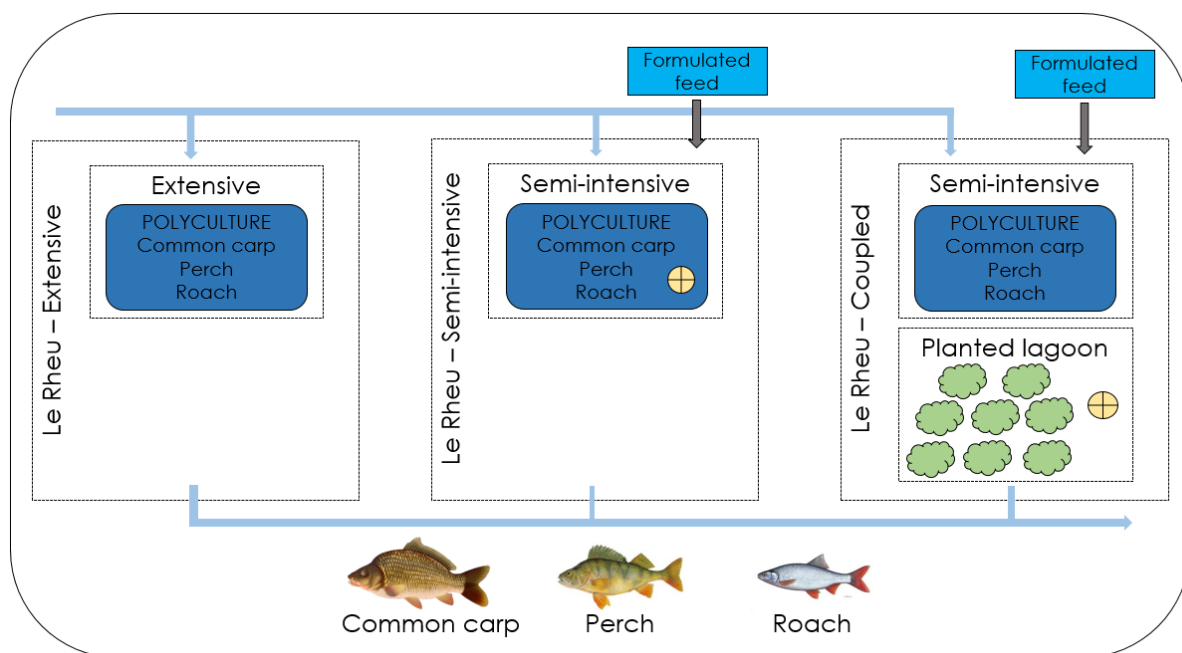 Formulated
feed
Formulated
feed
Le Rheu – Extensive
Extensive
POLYCULTURE
Common carp
Perch
Roach
Le Rheu – Semi-intensive
Semi-intensive
POLYCULTURE
Common carp
Perch
Roach
Le Rheu – Coupled
Semi-intensive
POLYCULTURE
Common carp
Perch
Roach
Planted lagoon
Common carp
Perch
Roach